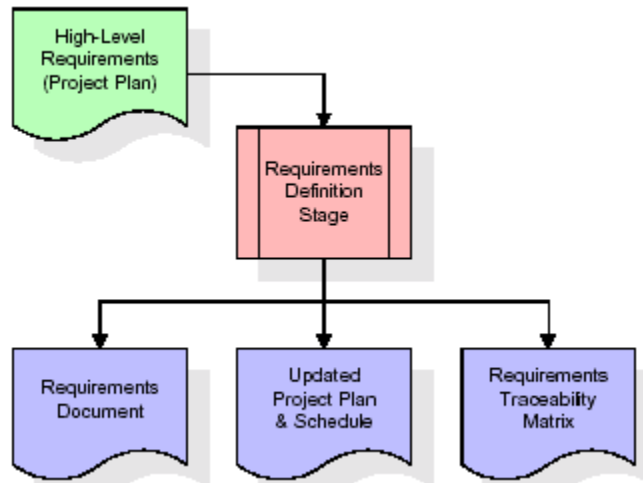 High-Level
Requirements
(Project Plan)
Requirements
Definition
Stage
Requirements
Document
Updated
Project Plan
& Schedule
Requirements
Traceability
Matrix